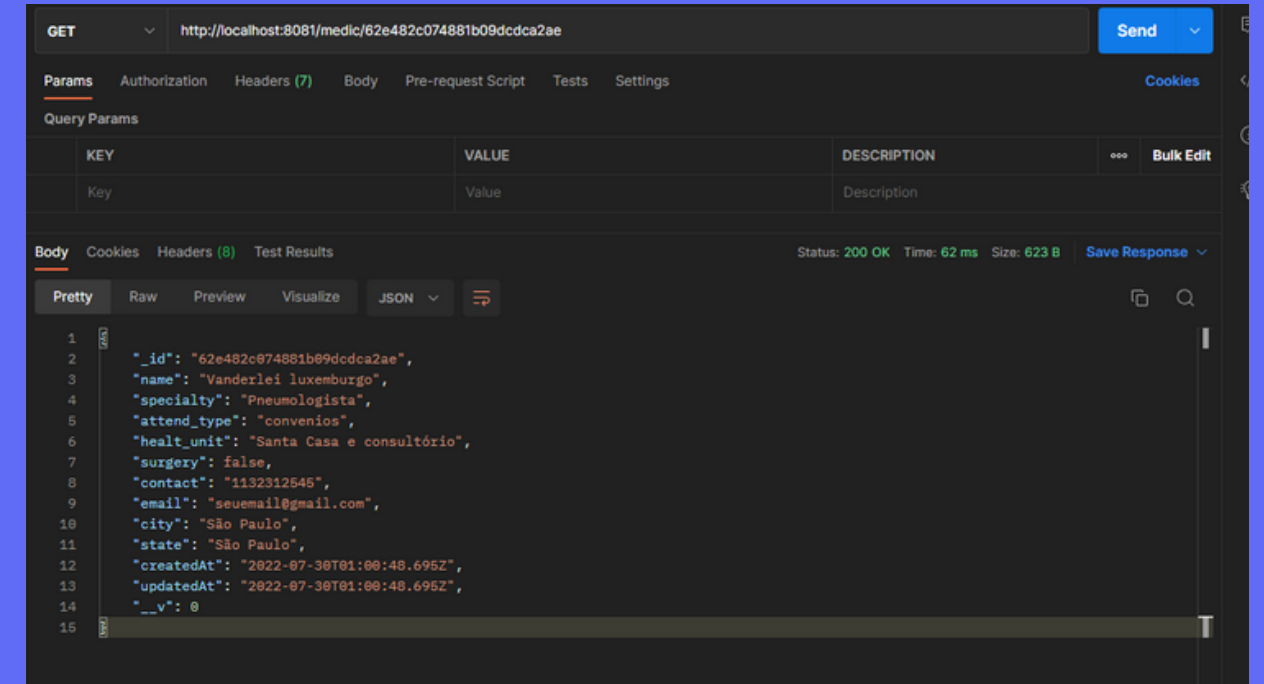 GET http://localhost:8081/medic/62e482c074881b09dcdca2ae Send
Params Authorization Headers (7) Body Pre-request Script Tests Settings Cookies
Query Params
KEY VALUE DESCRIPTION ooo Bulk Edit
Key Value Description
Body Cookies Headers (8) Test Results Status: 200 OK Time: 62 ms Size: 623 B Save Response
Pretty Raw Preview Visualize JSON
1 {
2 "_id": "62e482c074881b09dcdca2ae",
3 "name": "Vanderlei luxemburgo",
4 "specialty": "Pneumologista",
5 "attend_type": "convenios",
6 "healt_unit": "Santa Casa e consultório",
7 "surgery": false,
8 "contact": "1132312545",
9 "email": "seuemail@gmail.com",
10 "city": "São Paulo",
11 "state": "São Paulo",
12 "createdAt": "2022-07-30T01:00:48.695Z",
13 "updatedAt": "2022-07-30T01:00:48.695Z",
14 "__v": 0
15 }